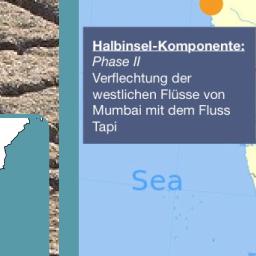 Halbinsel-Komponente:
Phase II
Verflechtung der
westlichen Flüsse von
Mumbai mit dem Fluss
Tapi
Sea